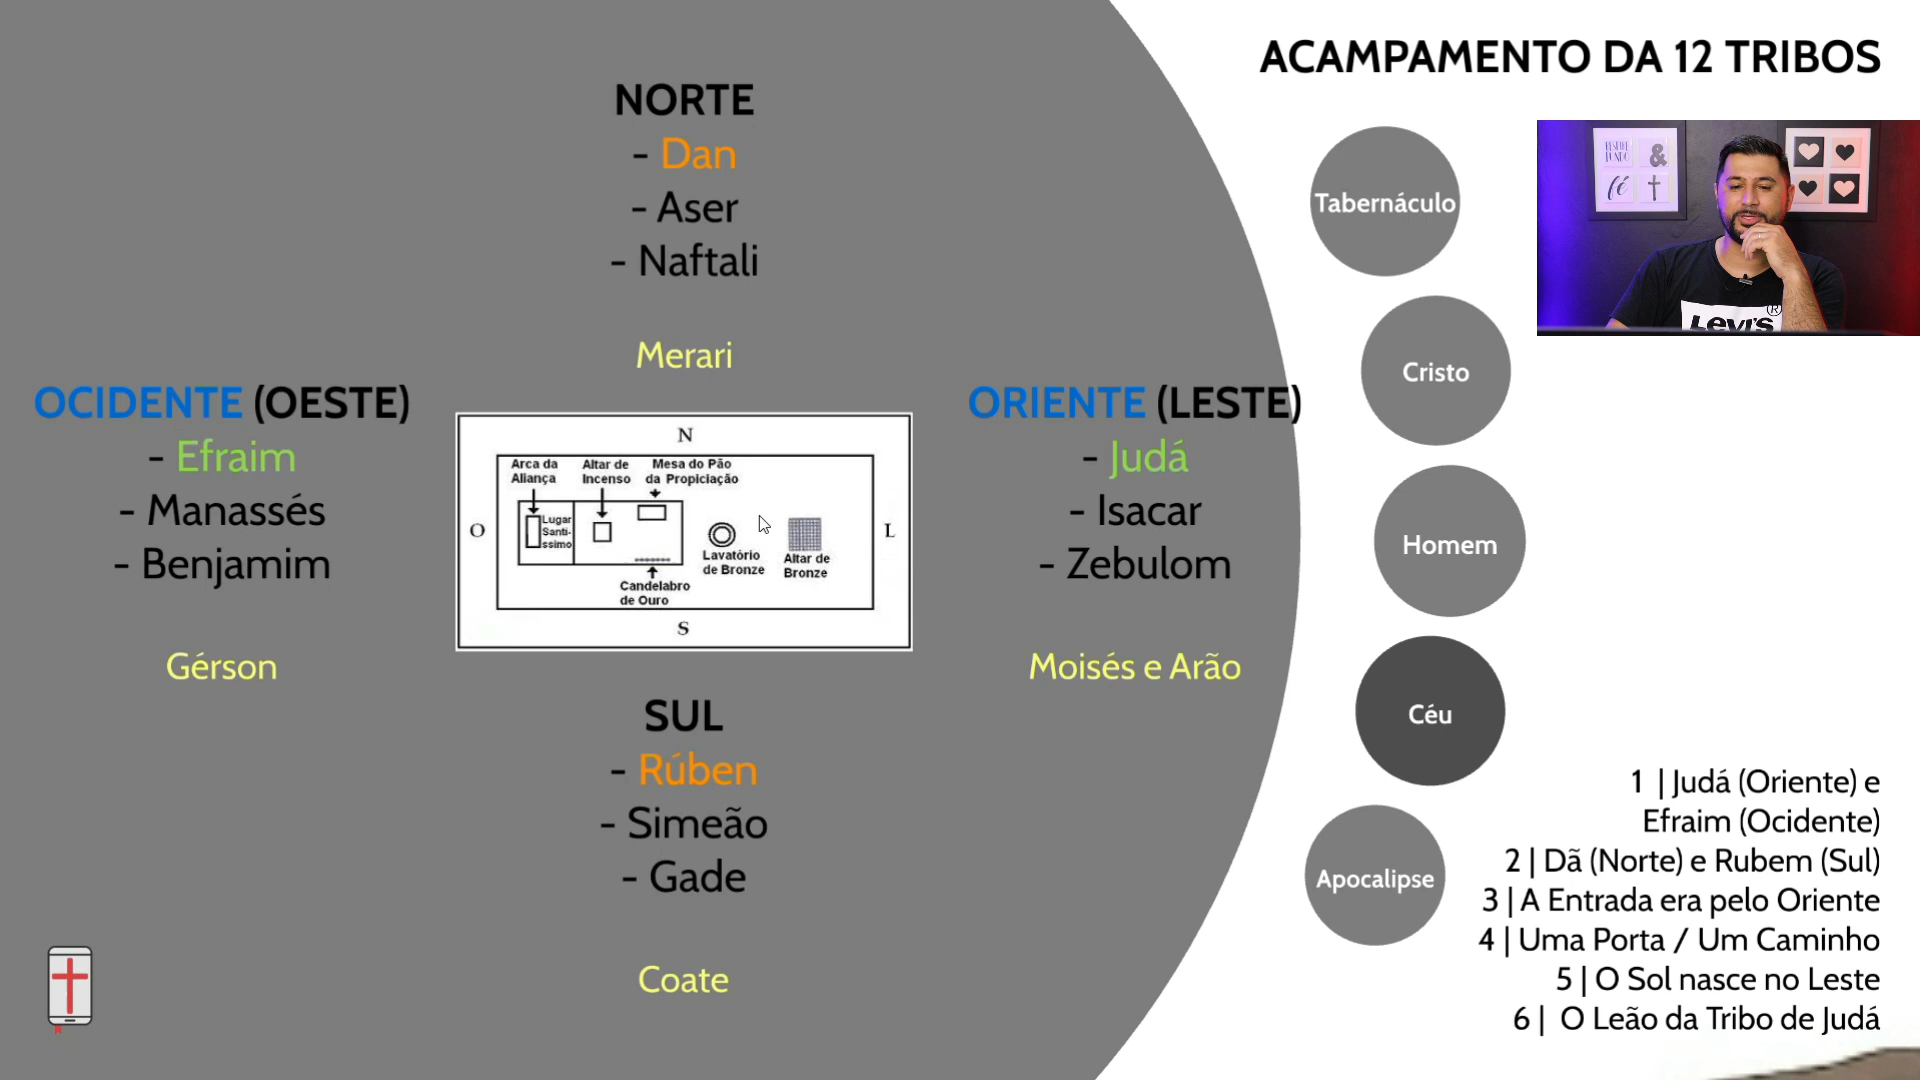 ACAMPAMENTO DA 12 TRIBOS
NORTE
- Dan
- Aser
- Naftali
Merari
OCIDENTE (OESTE)
- Efraim
- Manassés
- Benjamim
Gérson
N
Arca da
Aliança
Altar de
Incenso
Mesa do Pão
da Propiciação
O
Lugar
Santi-
ssimo
Lavatório
de Bronze
Altar de
Bronze
L
Candelabro
de Ouro
S
ORIENTE (LESTE)
- Judá
- Isacar
- Zebulom
Moisés e Arão
SUL
- Rúben
- Simeão
- Gade
Coate
Tabernáculo
Cristo
Homem
Céu
Apocalipse
RESPIRE
FUNDO
&
fé
Levi's
®
1 | Judá (Oriente) e
Efraim (Ocidente)
2 | Dã (Norte) e Rubem (Sul)
3 | A Entrada era pelo Oriente
4 | Uma Porta / Um Caminho
5 | O Sol nasce no Leste
6 | O Leão da Tribo de Judá